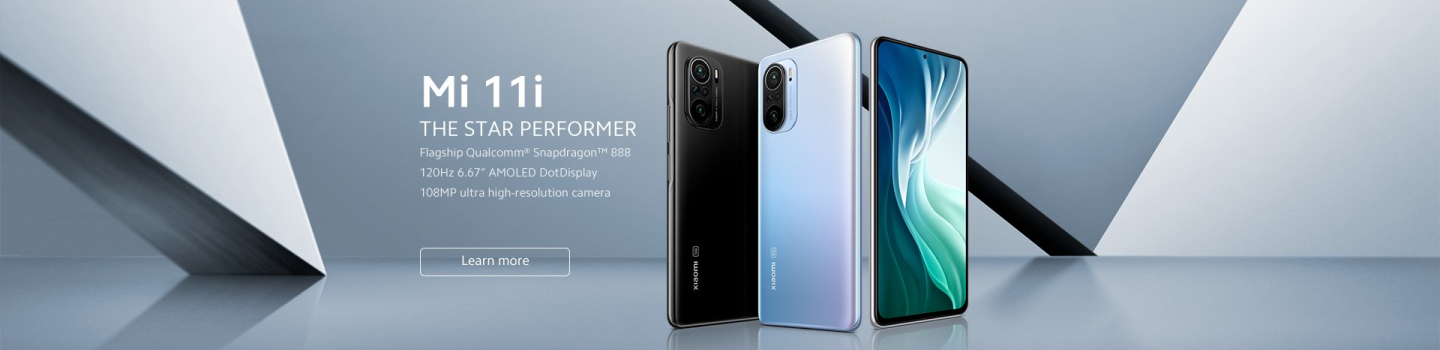 Mi 11i
THE STAR PERFORMER
Flagship Qualcomm® Snapdragon™ 888
120Hz 6.67" AMOLED DotDisplay
108MP ultra high-resolution camera
Learn more
XIAOMI
XIAOMI